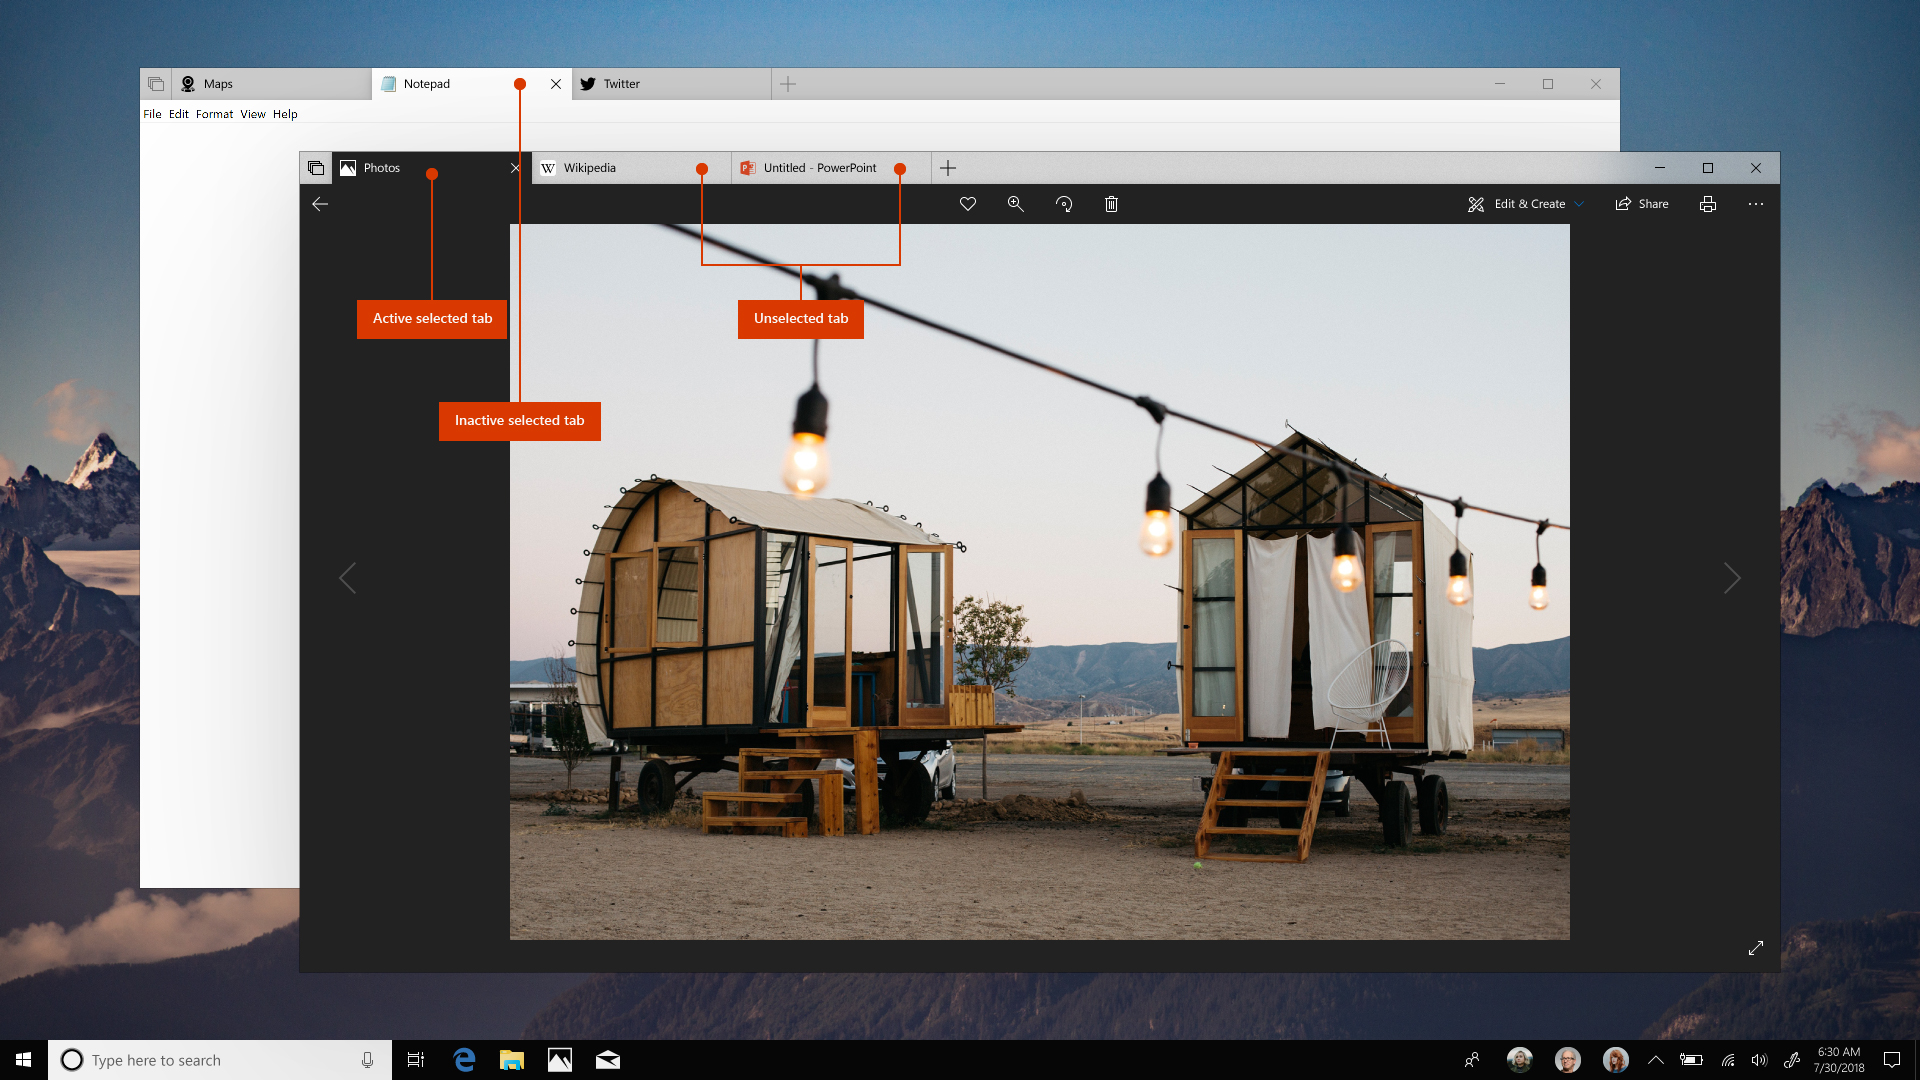 Maps
Notepad
Twitter
File Edit Format View Help
Photos
W Wikipedia
Untitled - PowerPoint
Edit & Create
Share
Active selected tab
Unselected tab
Inactive selected tab
Type here to search
6:30 AM
7/30/2018